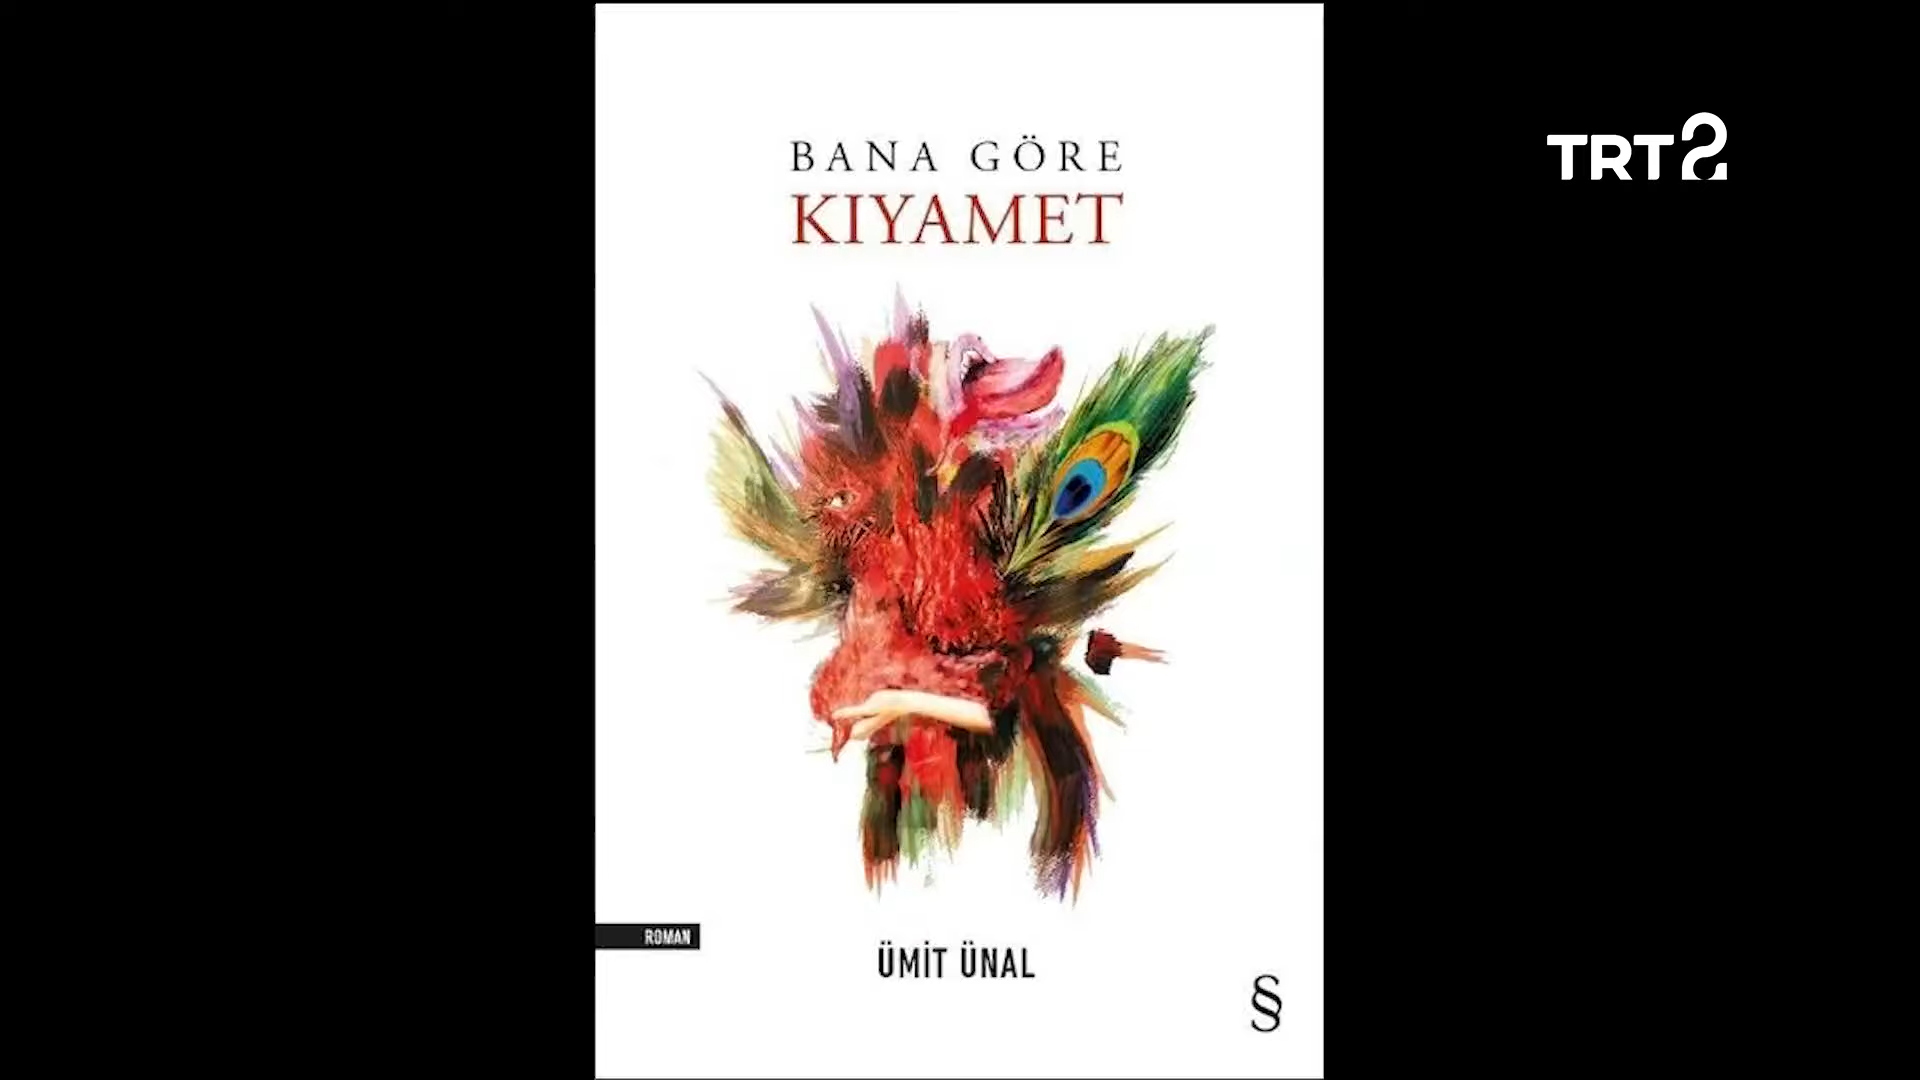 TRT2
BANA GÖRE
KIYAMET
ROMAN
ÜMİT ÜNAL
§